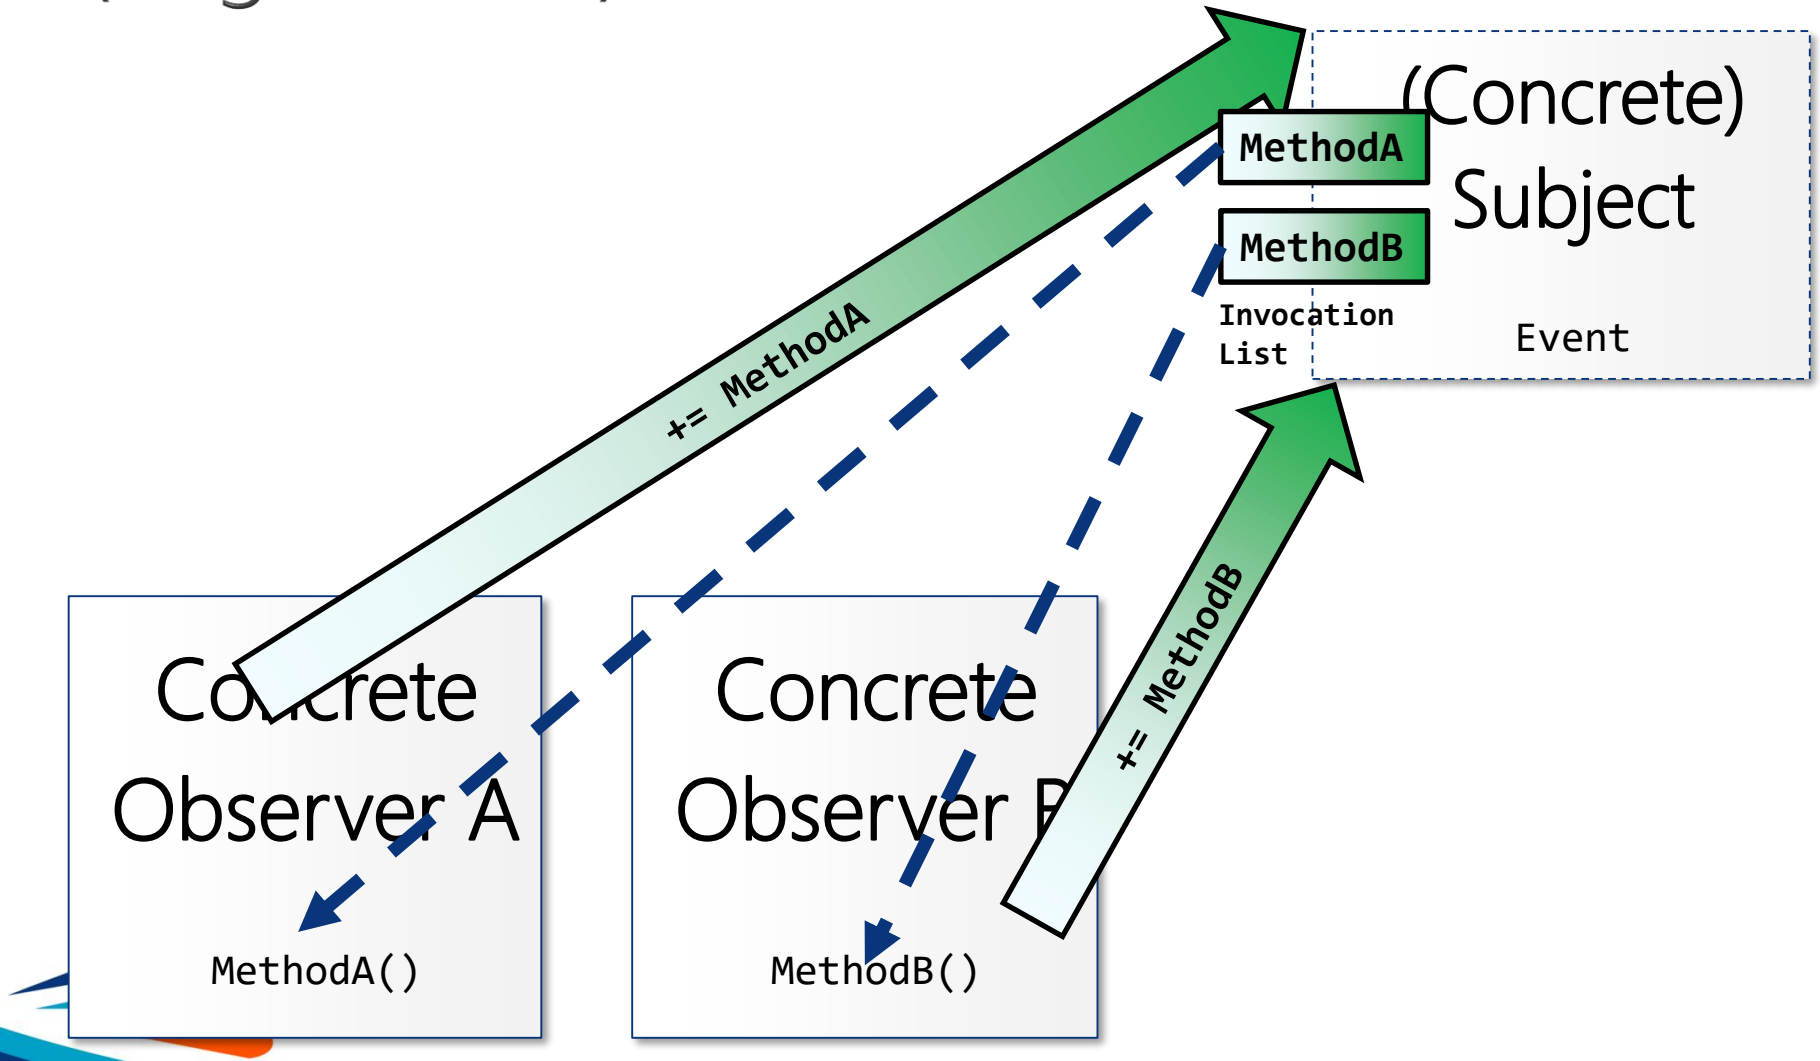 (Concrete)
Subject
MethodA
MethodB
Invocation
List
Event
+= MethodA
+= MethodB
Concrete
Observer A
MethodA()
Concrete
Observer B
MethodB()